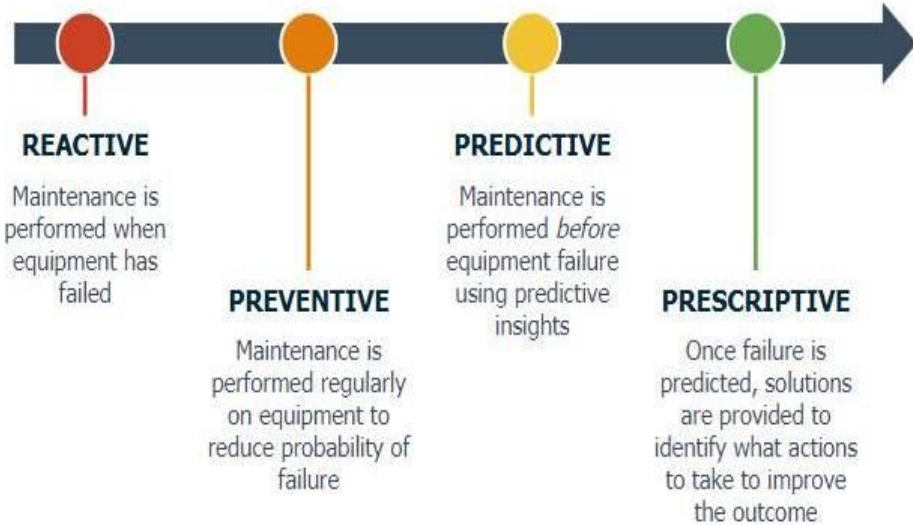 REACTIVE
Maintenance is
performed when
equipment has
failed
PREVENTIVE
Maintenance is
performed regularly
on equipment to
reduce probability of
failure
PREDICTIVE
Maintenance is
performed before
equipment failure
using predictive
insights
PRESCRIPTIVE
Once failure is
predicted, solutions
are provided to
identify what actions
to take to improve
the outcome